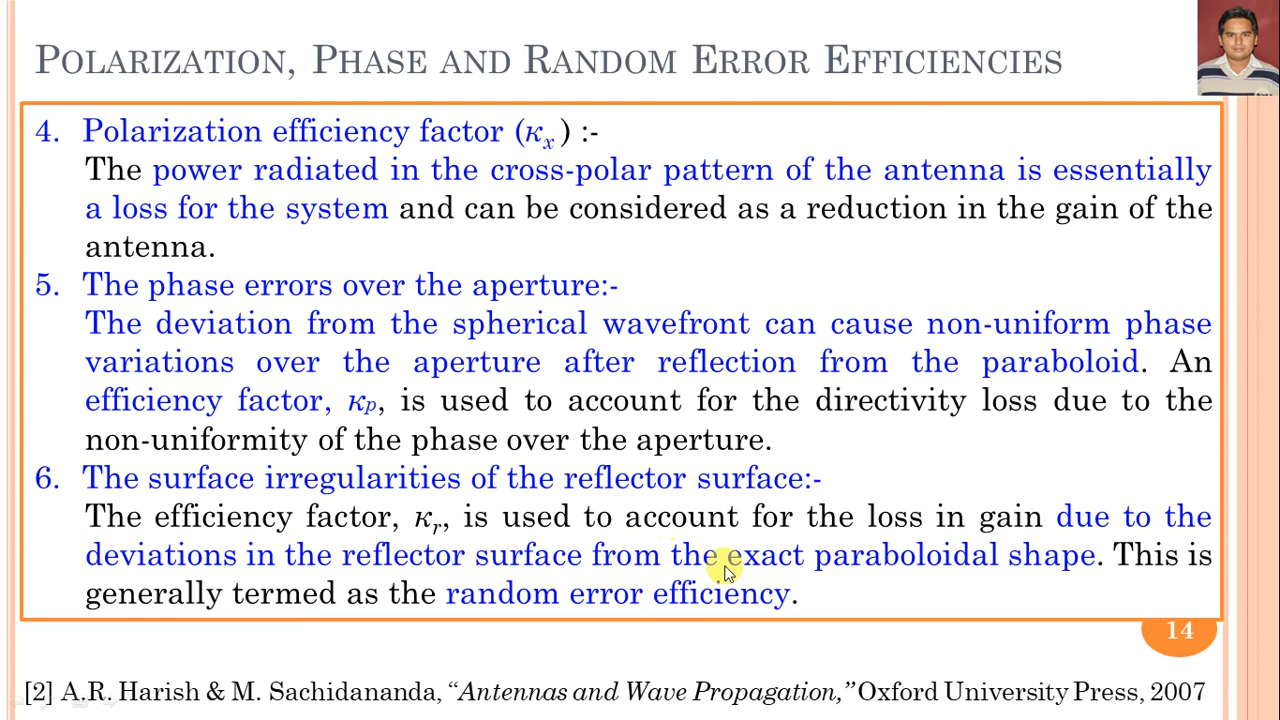 POLARIZATION, PHASE AND RANDOM ERROR EFFICIENCIES
4. Polarization efficiency factor (κx ) :-
The power radiated in the cross-polar pattern of the antenna is essentially
a loss for the system and can be considered as a reduction in the gain of the
antenna.
5. The phase errors over the aperture:-
The deviation from the spherical wavefront can cause non-uniform phase
variations over the aperture after reflection from the paraboloid. An
efficiency factor, κp, is used to account for the directivity loss due to the
non-uniformity of the phase over the aperture.
6. The surface irregularities of the reflector surface:-
The efficiency factor, κr, is used to account for the loss in gain due to the
deviations in the reflector surface from the exact paraboloidal shape. This is
generally termed as the random error efficiency.
14
[2] A.R. Harish & M. Sachidananda, “Antennas and Wave Propagation,” Oxford University Press, 2007